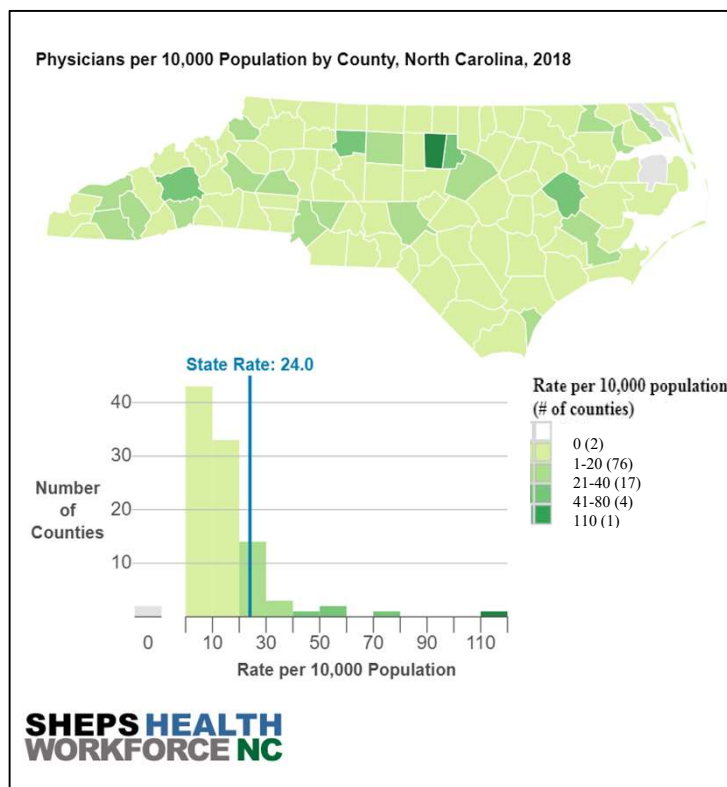 Physicians per 10,000 Population by County, North Carolina, 2018
State Rate: 24.0
40
30
20
10
Number
of
Counties
0
10
30
50
70
90
110
Rate per 10,000 Population
Rate per 10,000 population
(# of counties)
0 (2)
1-20 (76)
21-40 (17)
41-80 (4)
110 (1)
SHEPS HEALTH
WORKFORCE NC